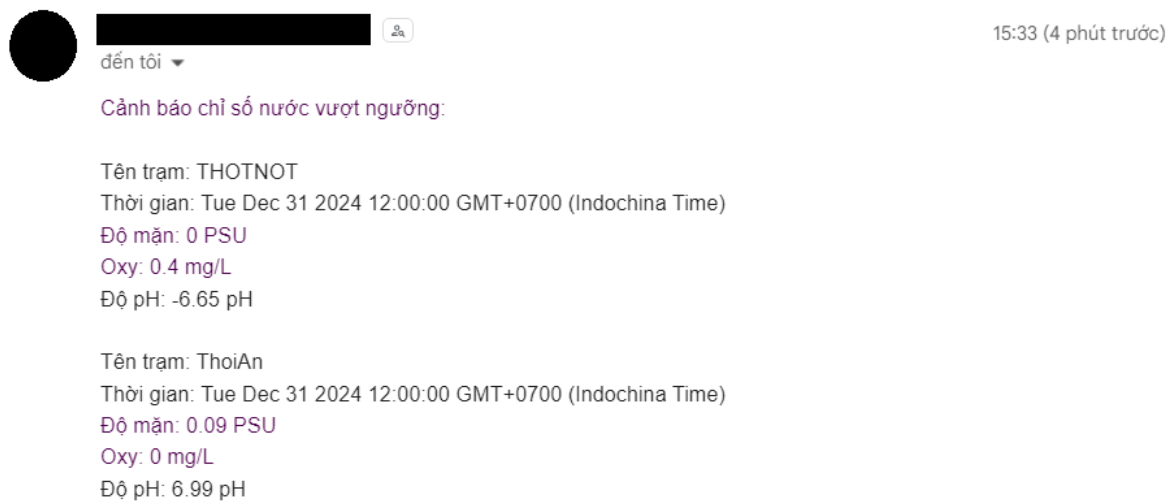 15:33 (4 phút trước)
đến tôi
Cảnh báo chỉ số nước vượt ngưỡng:
Tên trạm: THOTNOT
Thời gian: Tue Dec 31 2024 12:00:00 GMT+0700 (Indochina Time)
Độ mặn: 0 PSU
Oxy: 0.4 mg/L
Độ pH: -6.65 pH
Tên trạm: ThoiAn
Thời gian: Tue Dec 31 2024 12:00:00 GMT+0700 (Indochina Time)
Độ mặn: 0.09 PSU
Oxy: 0 mg/L
Độ pH: 6.99 pH